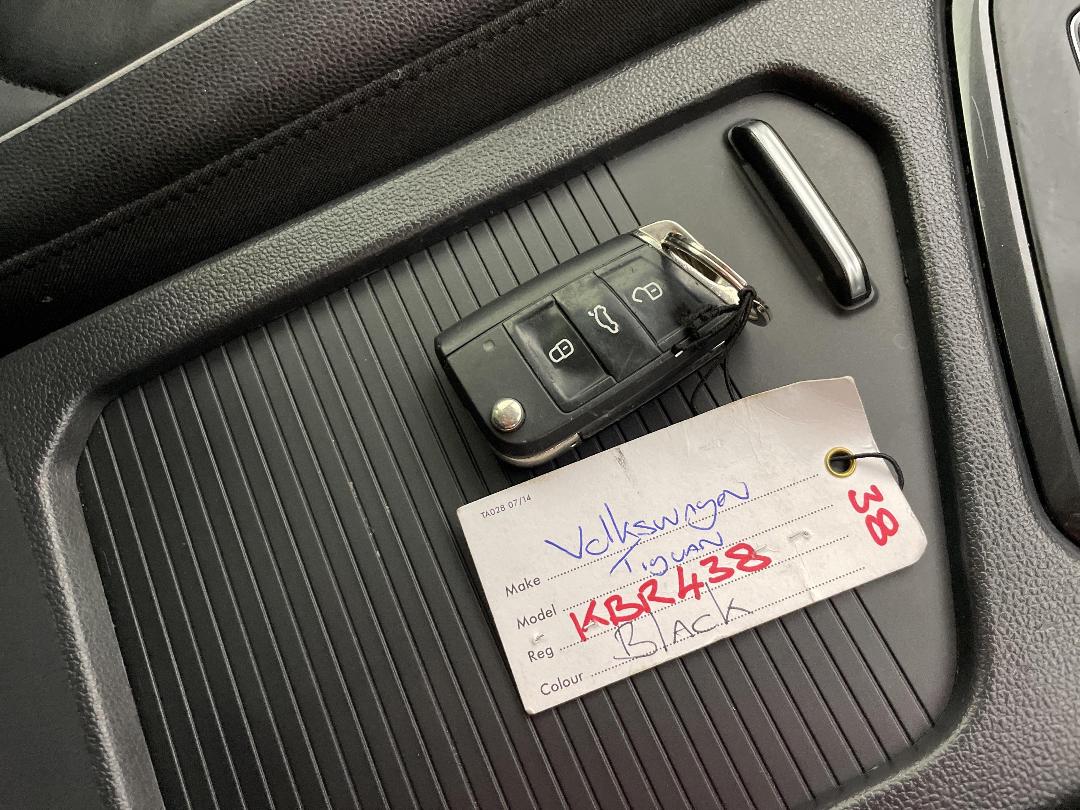 TA028 07/14
Make Volkswagen
Model Tiguan
Reg KBR438
Colour Black
38